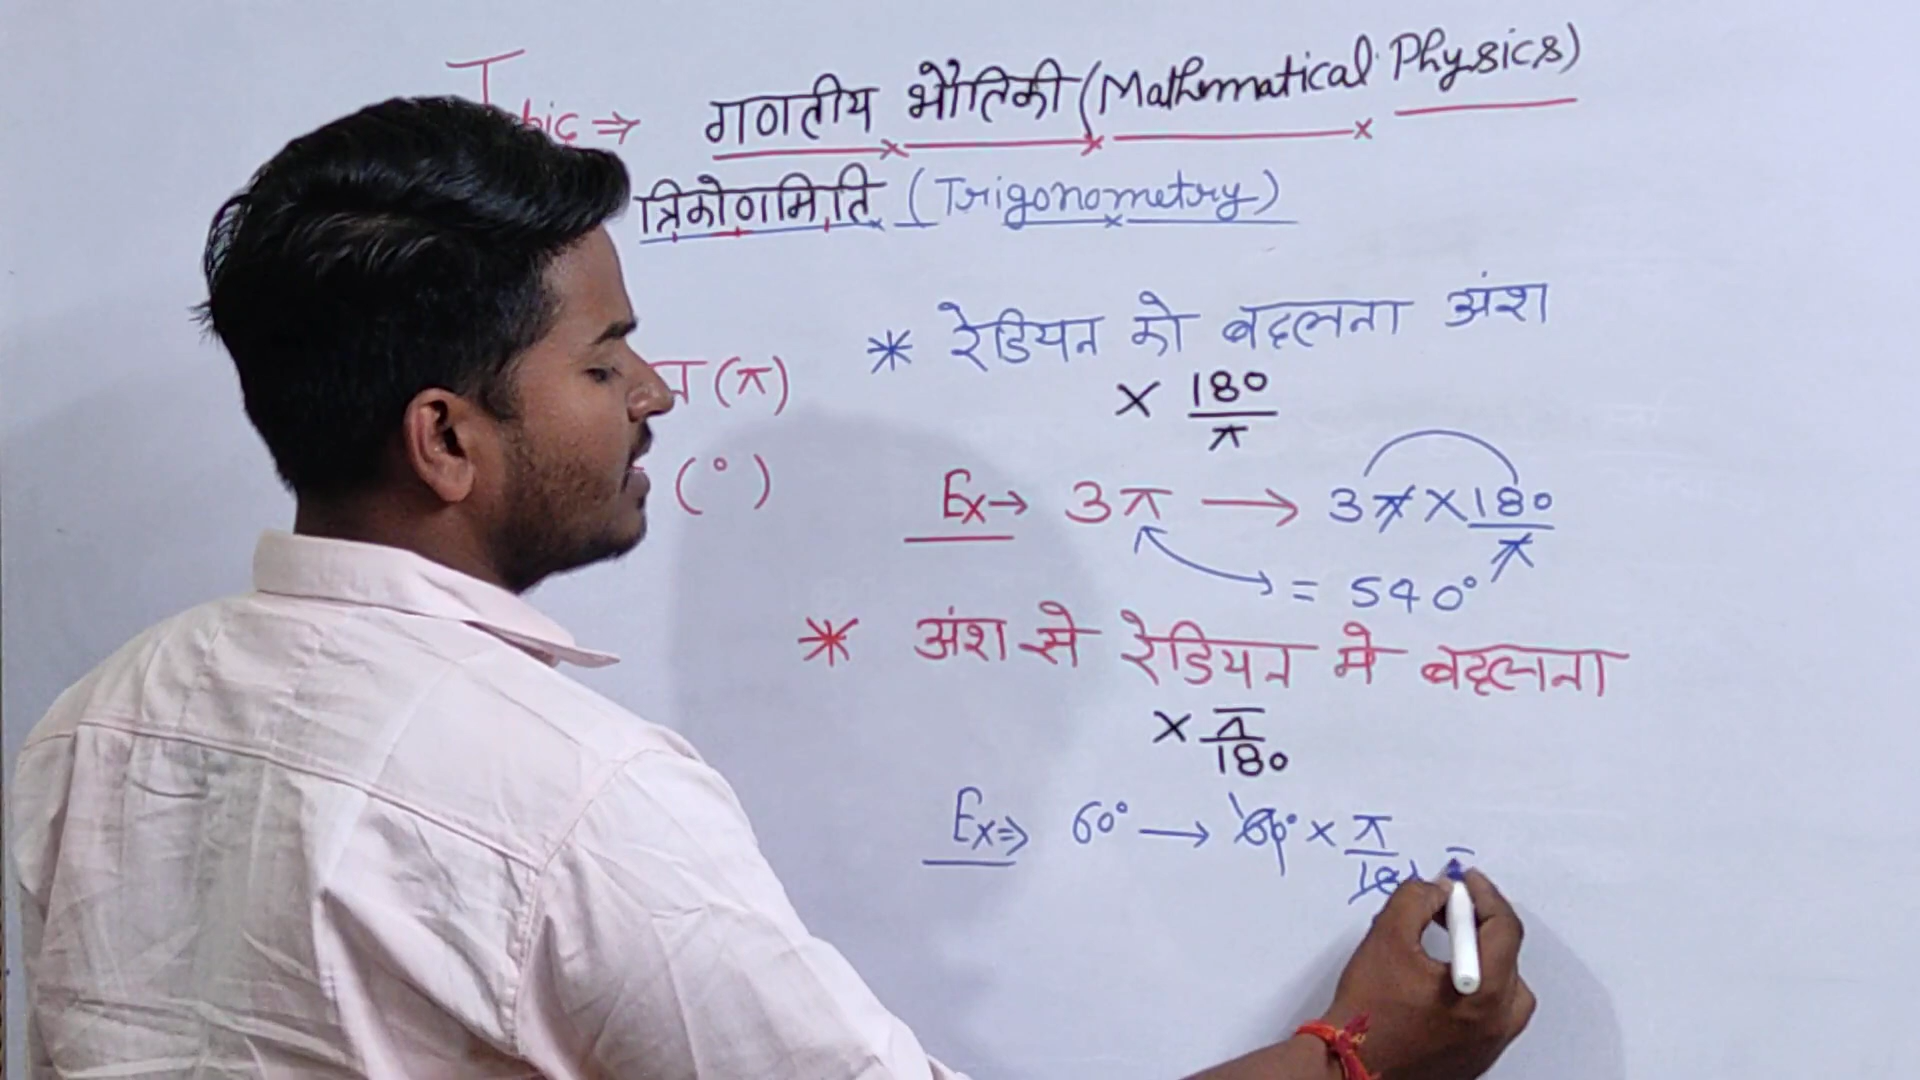 गणतीय भौतिकी (Mathematical Physics)
त्रिकोणमिति (Trigonometry)
* रेडियन को बदलना अंश
× 180/π
(π)
(°)
Ex→ 3π → 3π × 180/π
= 540°
* अंश से रेडियन मे बदलना
× π/180
Ex⇒ 60° → 60° × π/180